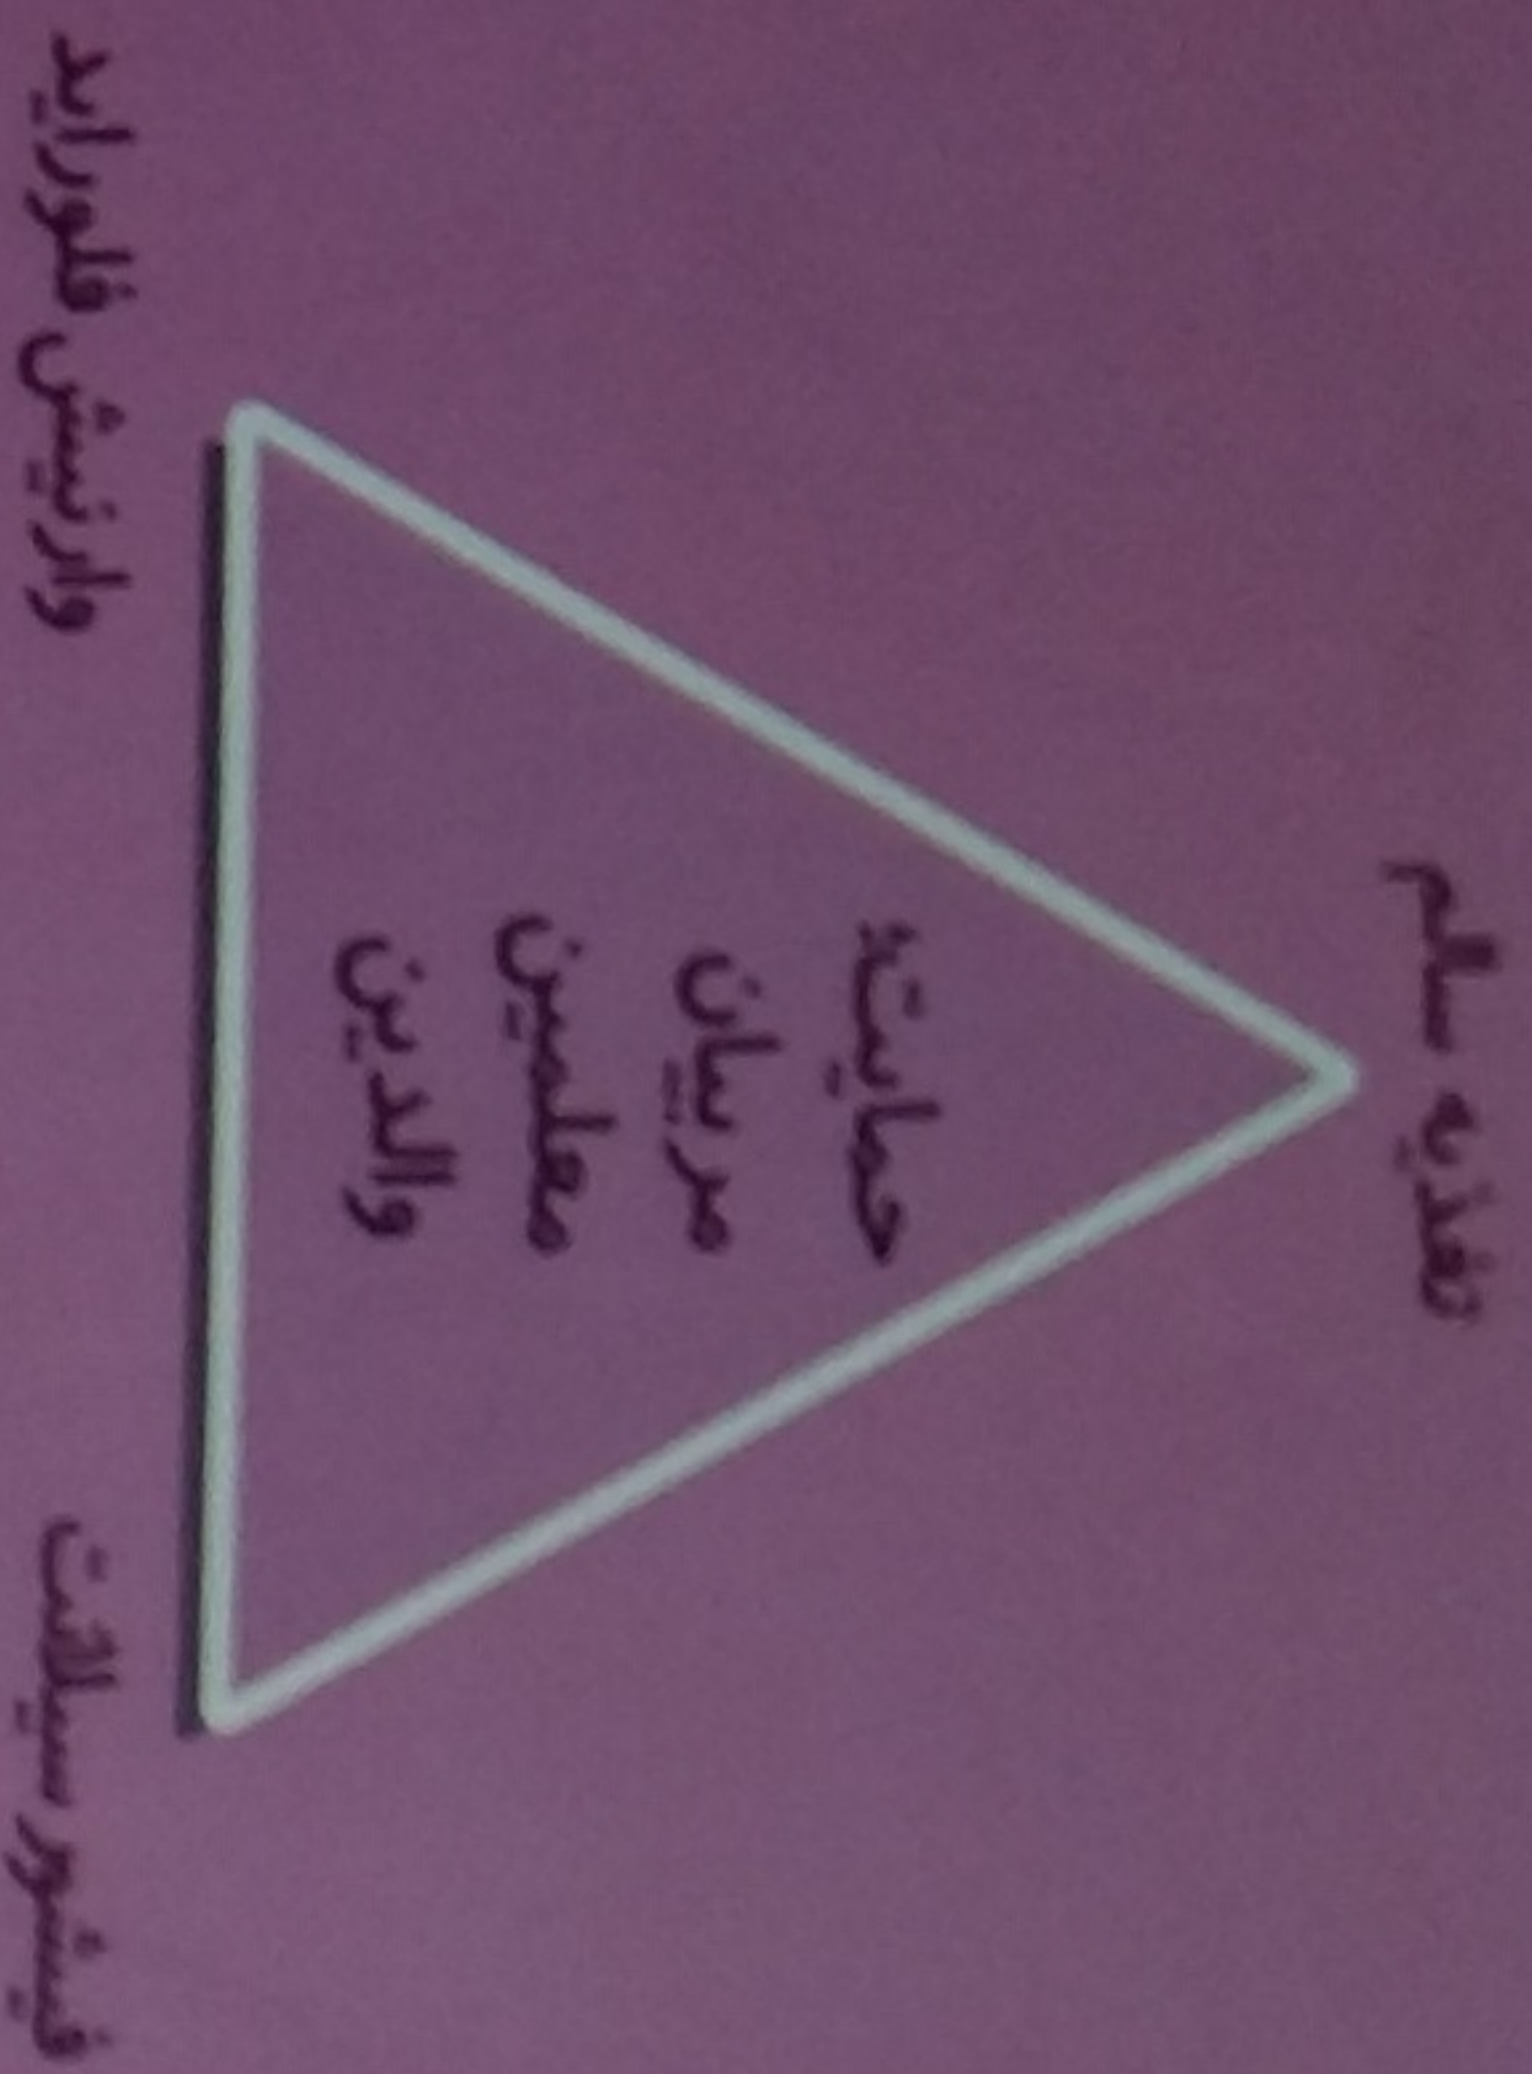 تغذیه سالم
حمایت:
مربیان
معلمین
والدین
وارنیش فلوراید
فیشور سیلانت